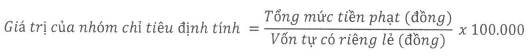 Giá trị của nhóm chỉ tiêu định tính = Tổng mức tiền phạt (đồng) / Vốn tự có riêng lẻ (đồng) x 100.000